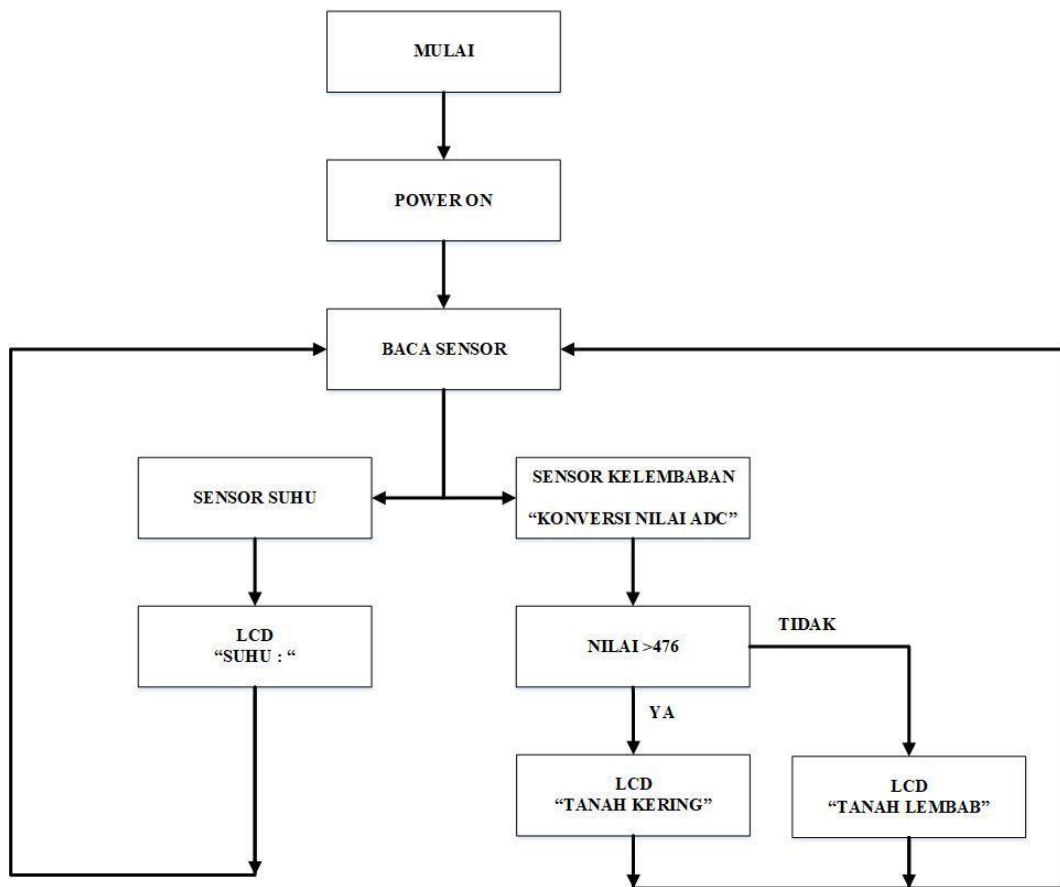 MULAI
POWER ON
BACA SENSOR
SENSOR SUHU
SENSOR KELEMBABAN
“KONVERSI NILAI ADC”
LCD
“SUHU : “
NILAI >476
TIDAK
YA
LCD
“TANAH KERING”
LCD
“TANAH LEMBAB”